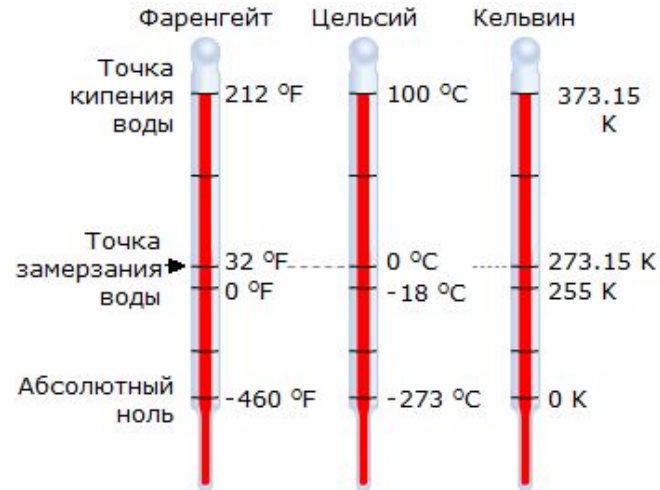 Фаренгейт Цельсий Кельвин
Точка
кипения
воды
212 °F
100 °C
373.15
K
Точка
замерзания
воды
32 °F
0 °C
273.15 K
0 °F
-18 °C
255 K
Абсолютный
ноль
-460 °F
-273 °C
0 K